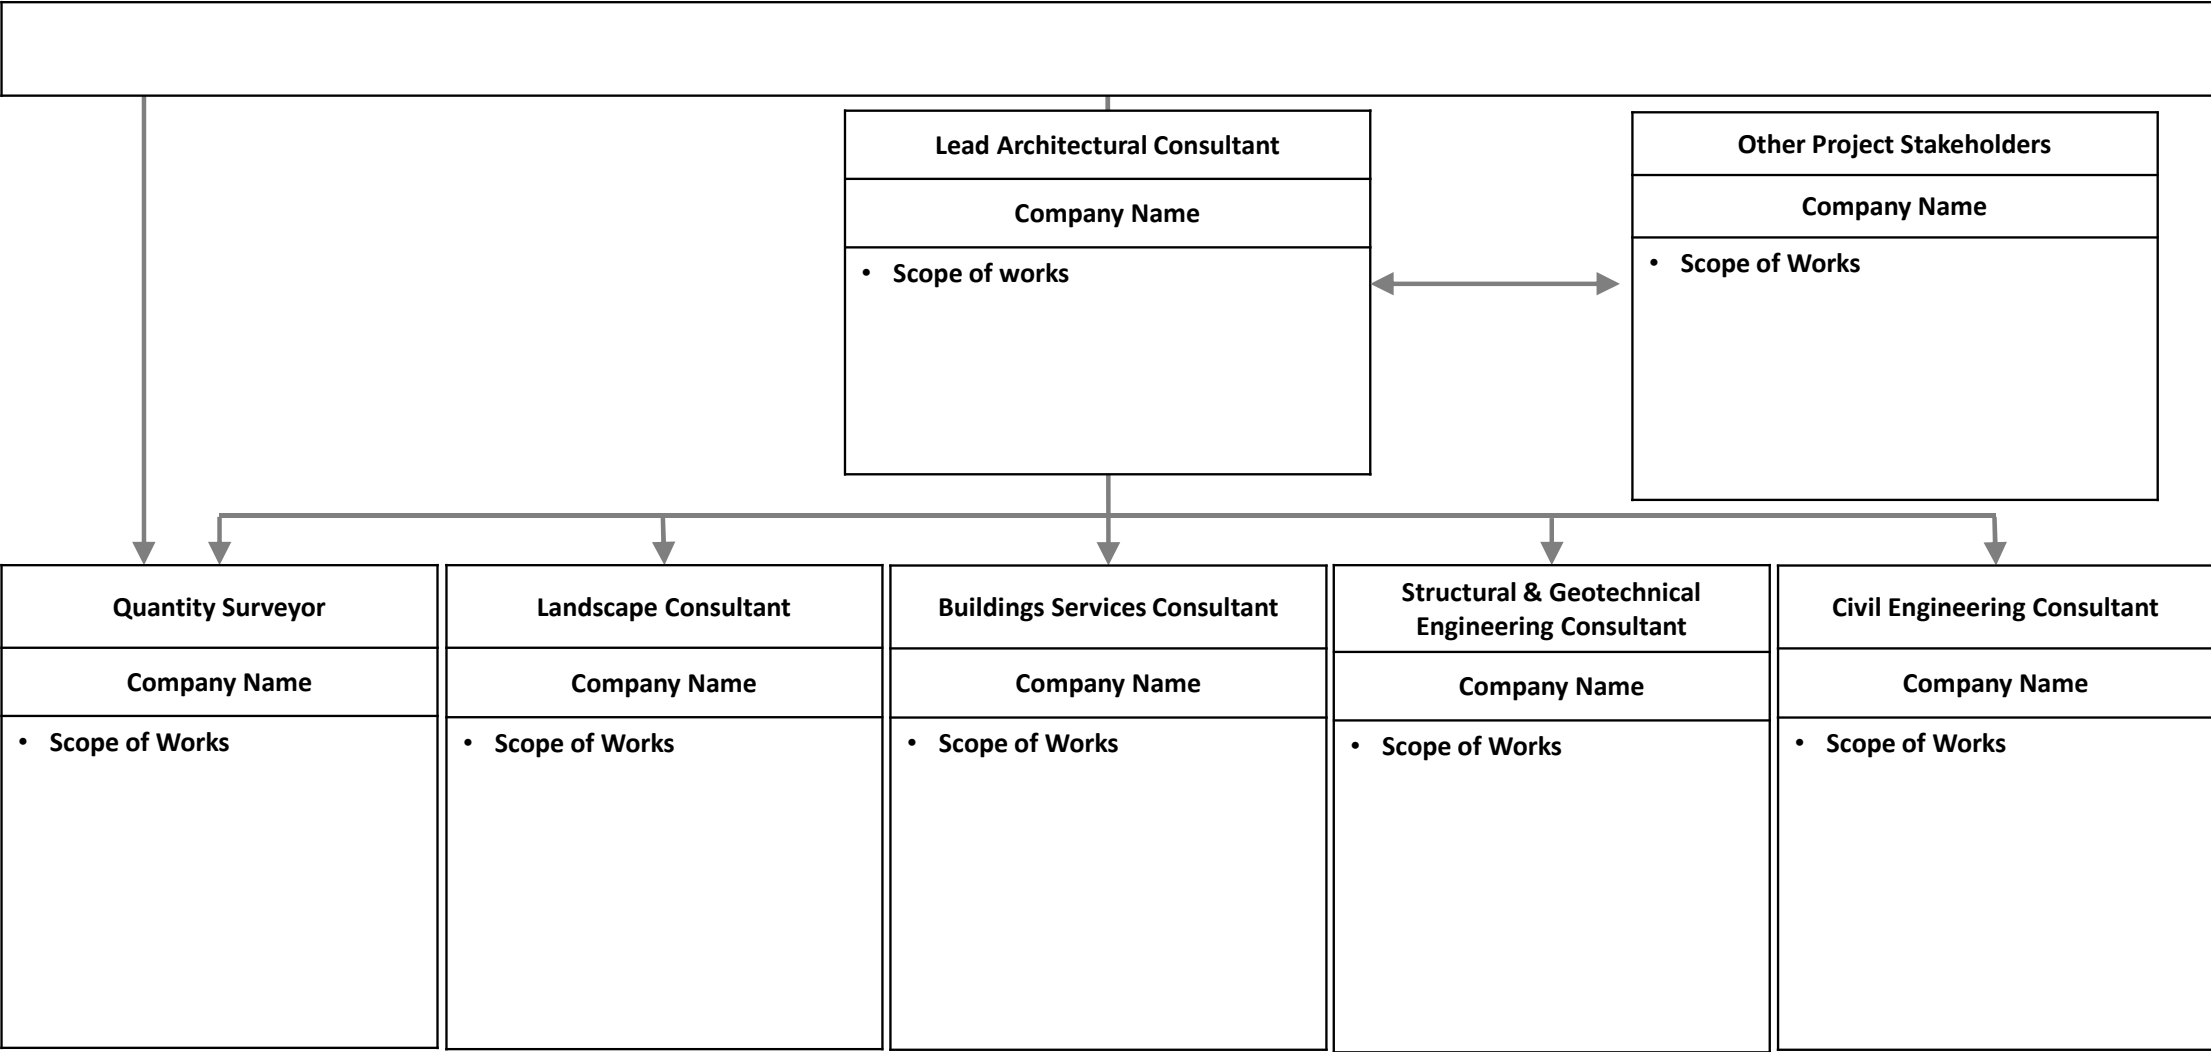 Lead Architectural Consultant
Company Name
• Scope of works
Other Project Stakeholders
Company Name
• Scope of Works
Quantity Surveyor
Company Name
• Scope of Works
Landscape Consultant
Company Name
• Scope of Works
Buildings Services Consultant
Company Name
• Scope of Works
Structural & Geotechnical
Engineering Consultant
Company Name
• Scope of Works
Civil Engineering Consultant
Company Name
• Scope of Works